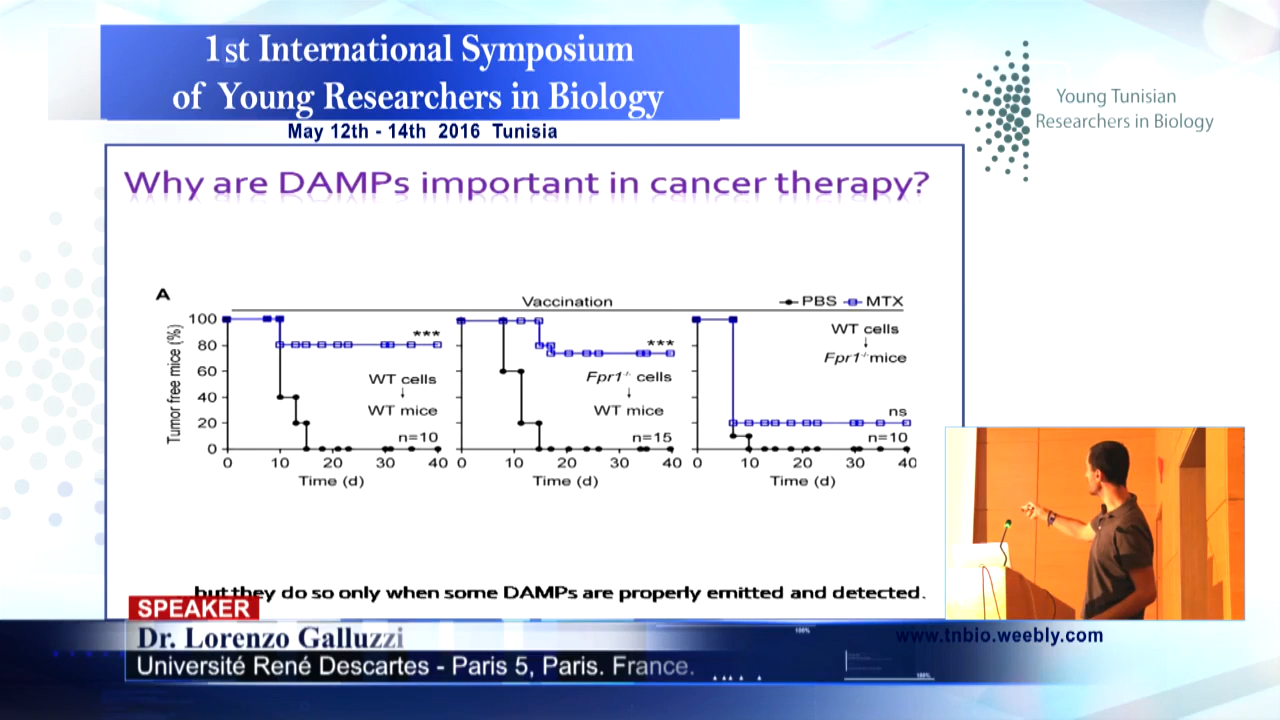 1st International Symposium
of Young Researchers in Biology
May 12th - 14th 2016 Tunisia
Young Tunisian
Researchers in Biology
Why are DAMPs important in cancer therapy?
A
Vaccination
PBS MTX
Tumor free mice (%)
100
80
60
40
20
0
***
WT cells
↓
WT mice
n=10
0 10 20 30 40
Time (d)
***
Fpr1-/- cells
↓
WT mice
n=15
0 10 20 30 40
Time (d)
WT cells
↓
Fpr1-/- mice
ns
n=10
0 10 20 30 40
Time (d)
but they do so only when some DAMPs are properly emitted and detected.
SPEAKER
Dr. Lorenzo Galluzzi
Université René Descartes - Paris 5, Paris. France.
100%
100%
www.tnbio.weebly.com